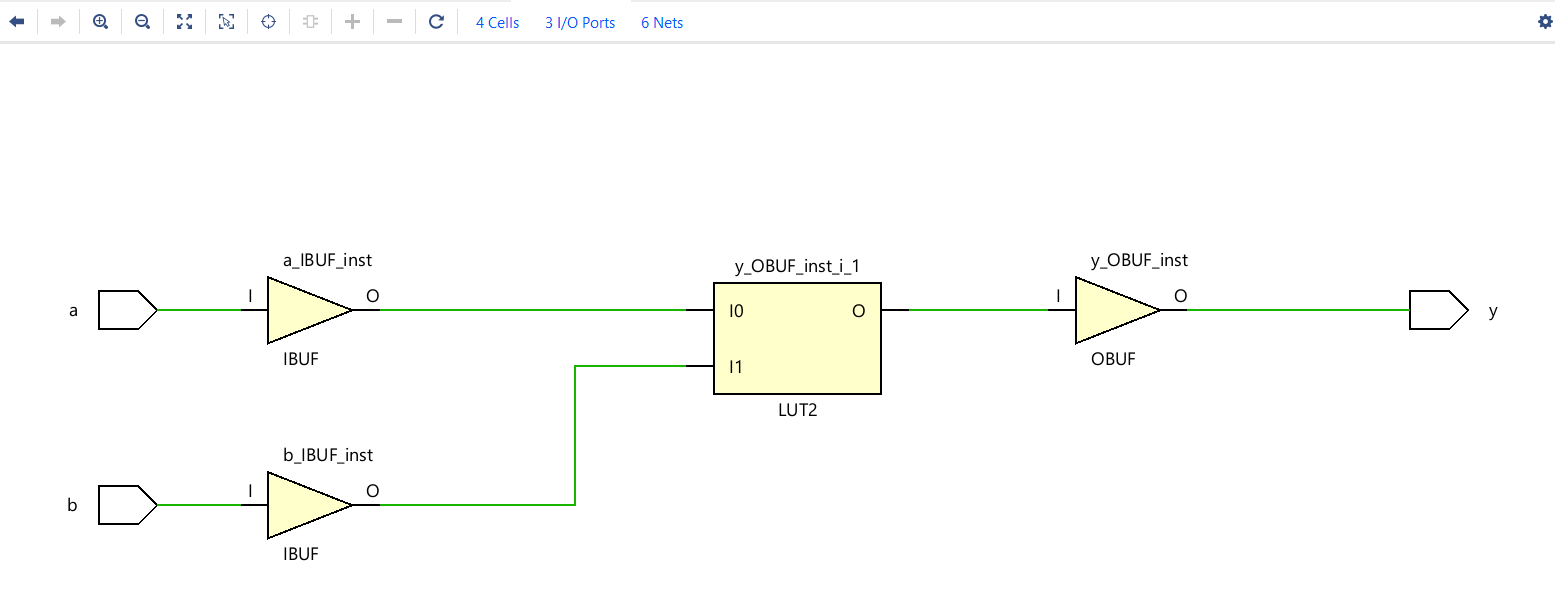 4 Cells 3 I/O Ports 6 Nets
a_IBUF_inst
y_OBUF_inst_i_1
y_OBUF_inst
a I O I0 O I O y
IBUF
I1
OBUF
LUT2
b_IBUF_inst
b I O
IBUF